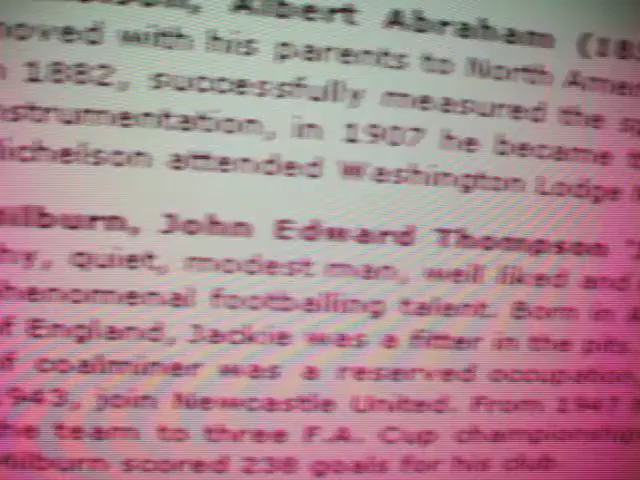 Albert Abraham (18
moved with his parents to North Amer
1882, successfully measured the
instrumentation, in 1907 he became
Michelson attended Washington Lodge
Milburn, John Edward Thompson
shy, quiet, modest man, well liked and
phenomenal footballing talent. Born in
of England, Jackie was a fitter in the pits.
of coalminer was a reserved occupation
1943, join Newcastle United. From 1947
the team to three F.A. Cup championship
Milburn scored 238 goals for his club